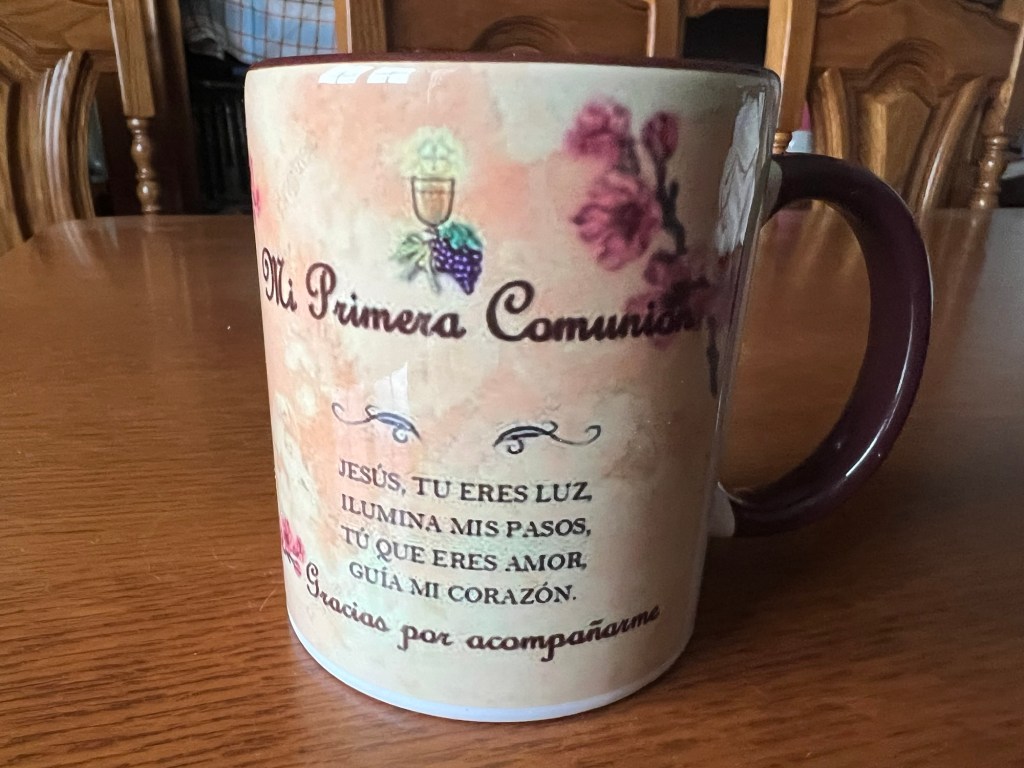 Mi Primera Comunión
JESÚS, TU ERES LUZ,
ILUMINA MIS PASOS,
TÚ QUE ERES AMOR,
GUÍA MI CORAZÓN.
Gracias por acompañarme